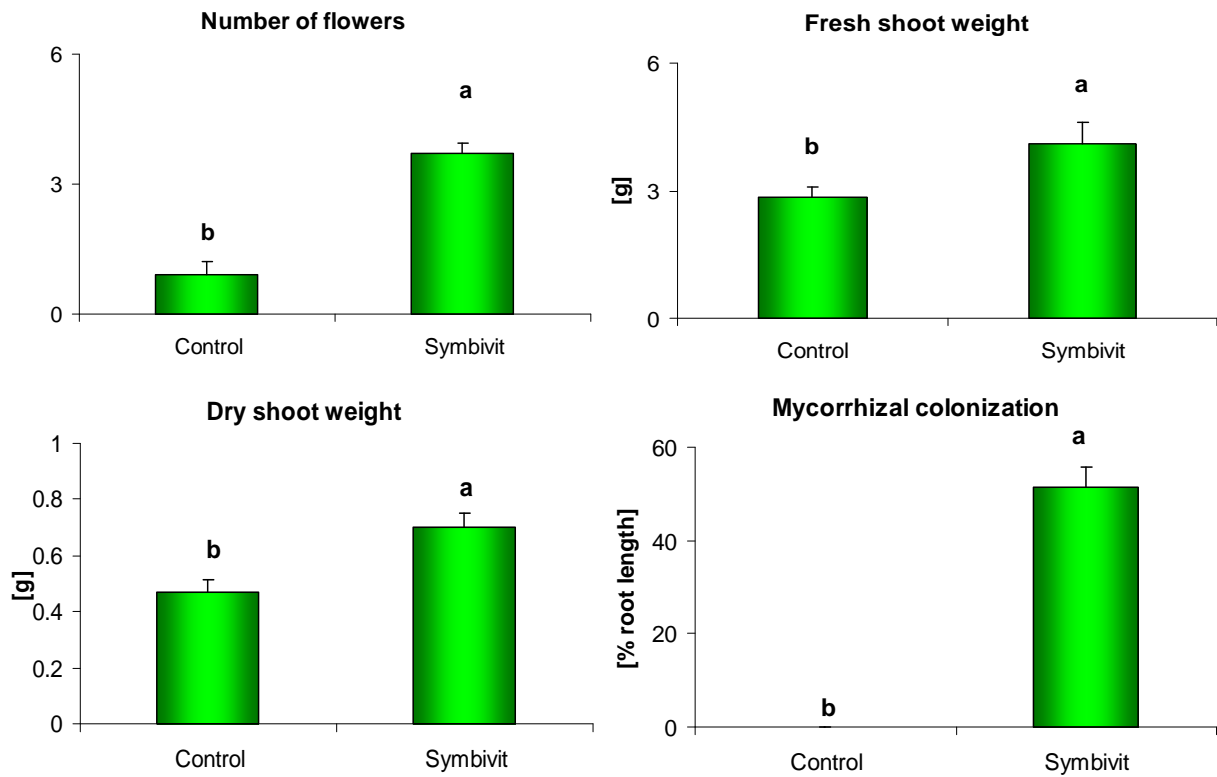 Number of flowers
6
3
0
b
a
Control
Symbivit
Fresh shoot weight
[g]
6
3
0
b
a
Control
Symbivit
Dry shoot weight
[g]
1
0.8
0.6
0.4
0.2
0
b
a
Control
Symbivit
Mycorrhizal colonization
[% root length]
60
40
20
0
b
a
Control
Symbivit